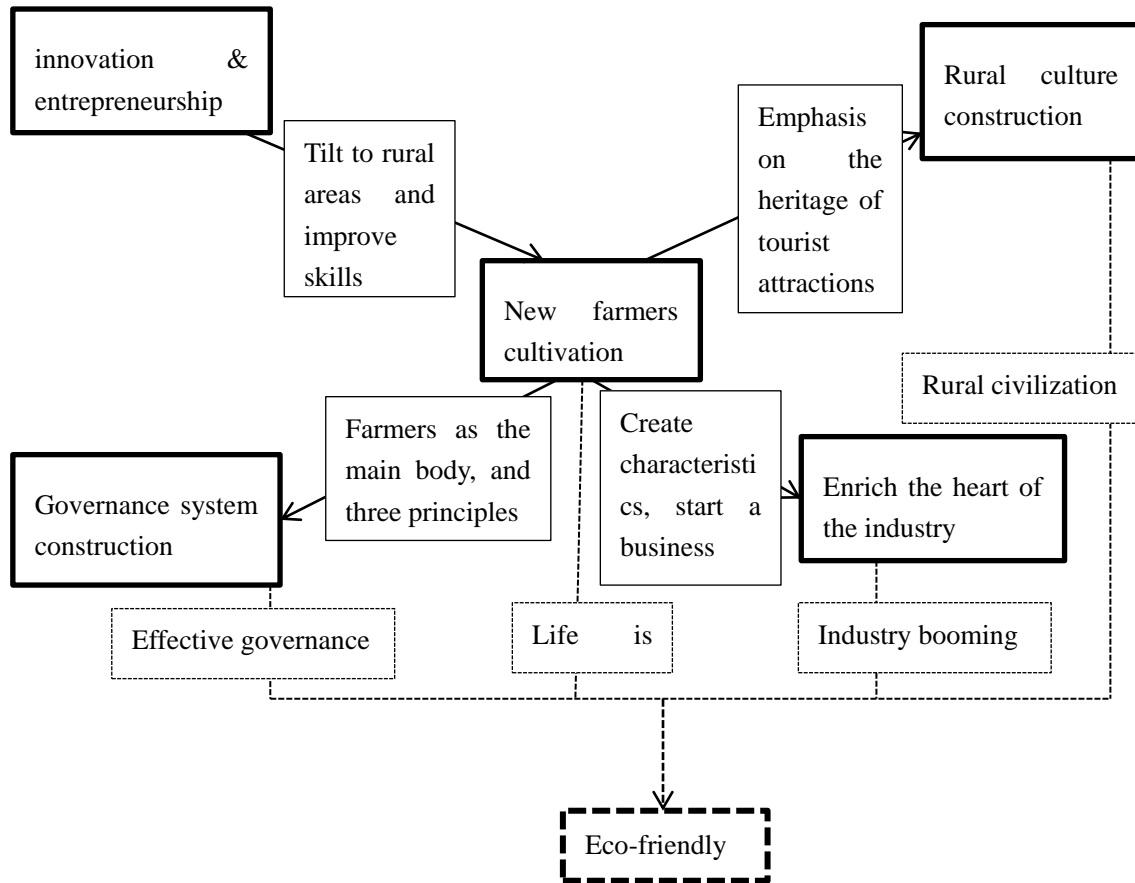 innovation &
entrepreneurship
Rural culture
construction
Tilt to rural
areas and
improve
skills
Emphasis
on the
heritage of
tourist
attractions
New farmers
cultivation
Rural civilization
Farmers as the
main body, and
three principles
Create
characteristi
cs, start a
business
Governance system
construction
Enrich the heart of
the industry
Effective governance
Life is
Industry booming
Eco-friendly